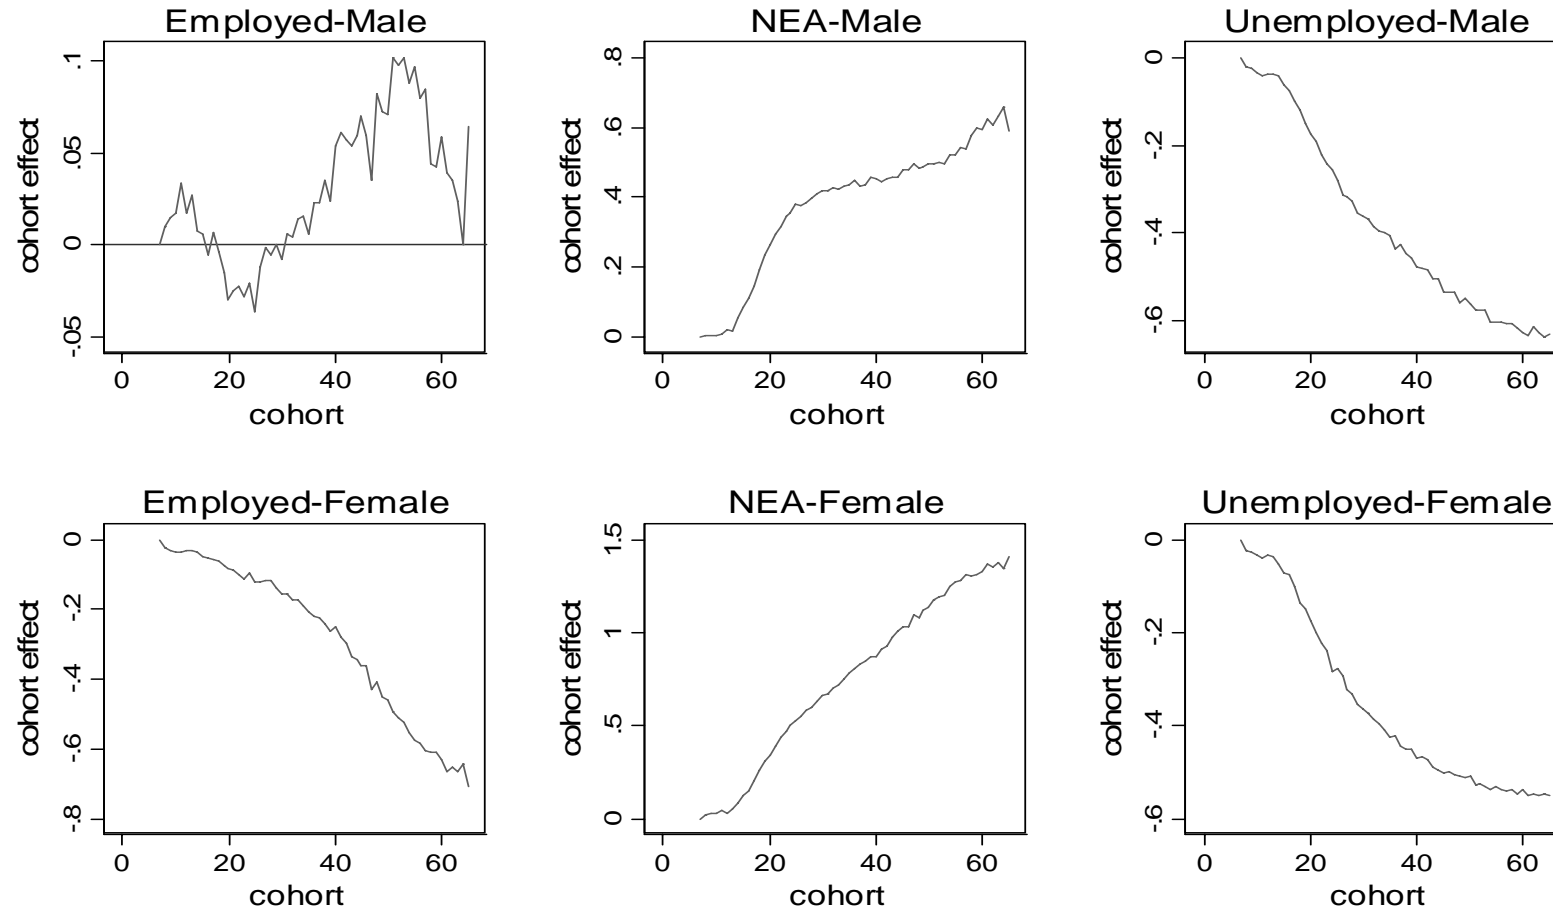 Employed-Male
NEA-Male
Unemployed-Male
cohort effect
.1
.05
0
-.05
0 20 40 60
cohort
cohort effect
.8
.6
.4
.2
0
0 20 40 60
cohort
cohort effect
0
-.2
-.4
-.6
0 20 40 60
cohort
Employed-Female
NEA-Female
Unemployed-Female
cohort effect
0
-.2
-.4
-.6
-.8
0 20 40 60
cohort
cohort effect
1.5
1
.5
0
0 20 40 60
cohort
cohort effect
0
-.2
-.4
-.6
0 20 40 60
cohort